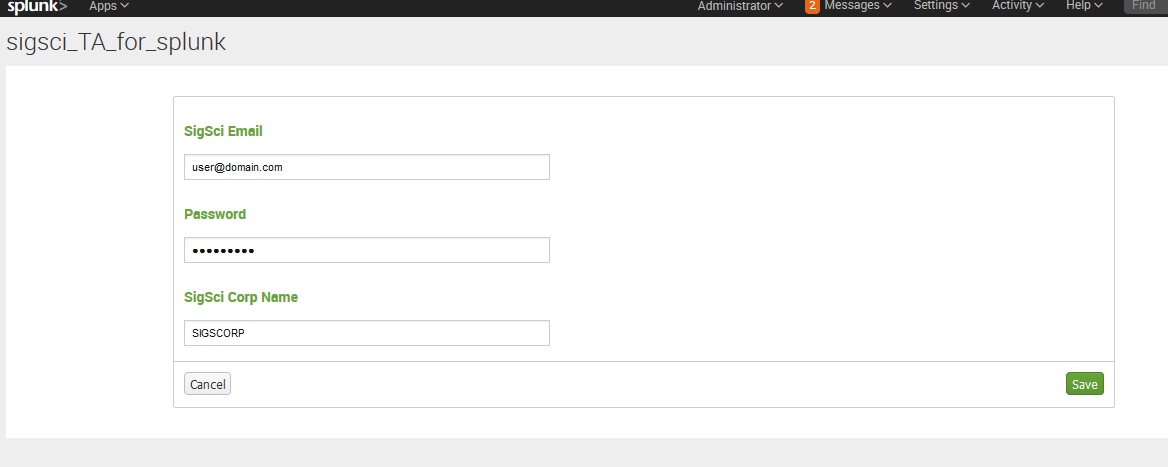 splunk> Apps Administrator 2 Messages Settings Activity Help Find
sigsci_TA_for_splunk
SigSci Email
user@domain.com
Password
•••••••••
SigSci Corp Name
SIGSCORP
Cancel Save